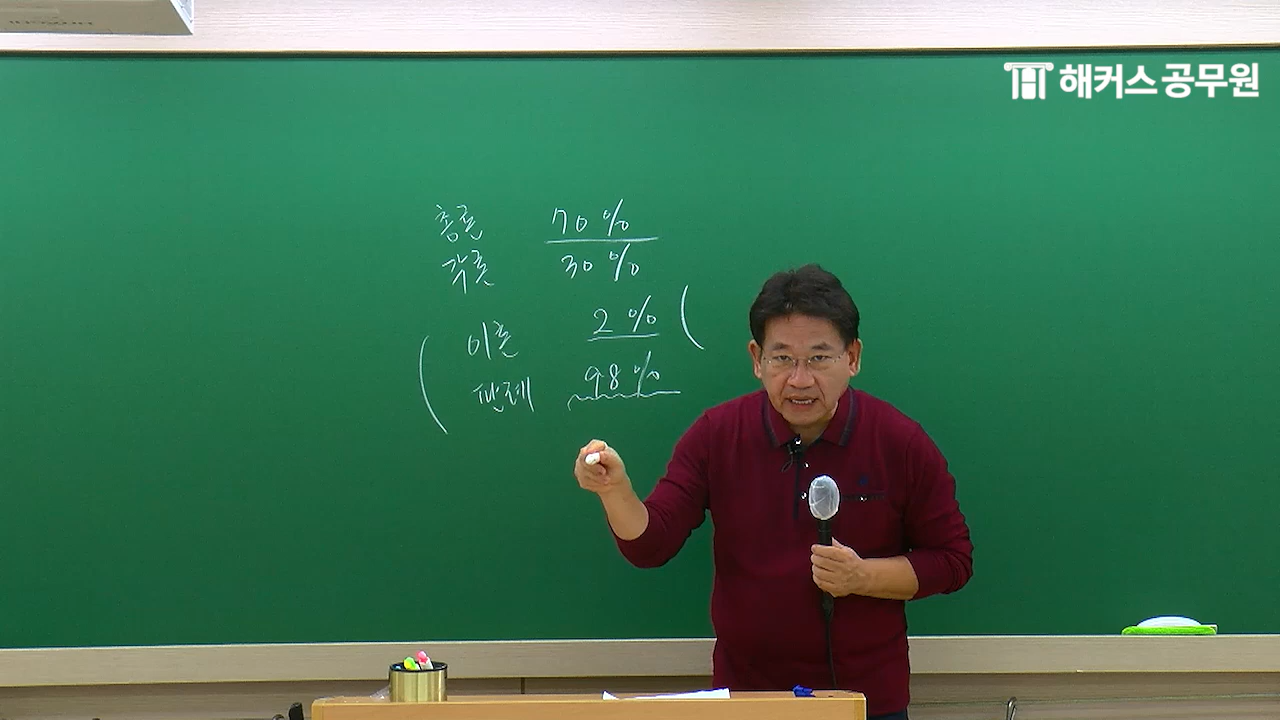 해커스공무원
총론 70%
각론 30%
이론 2%
판례 98%